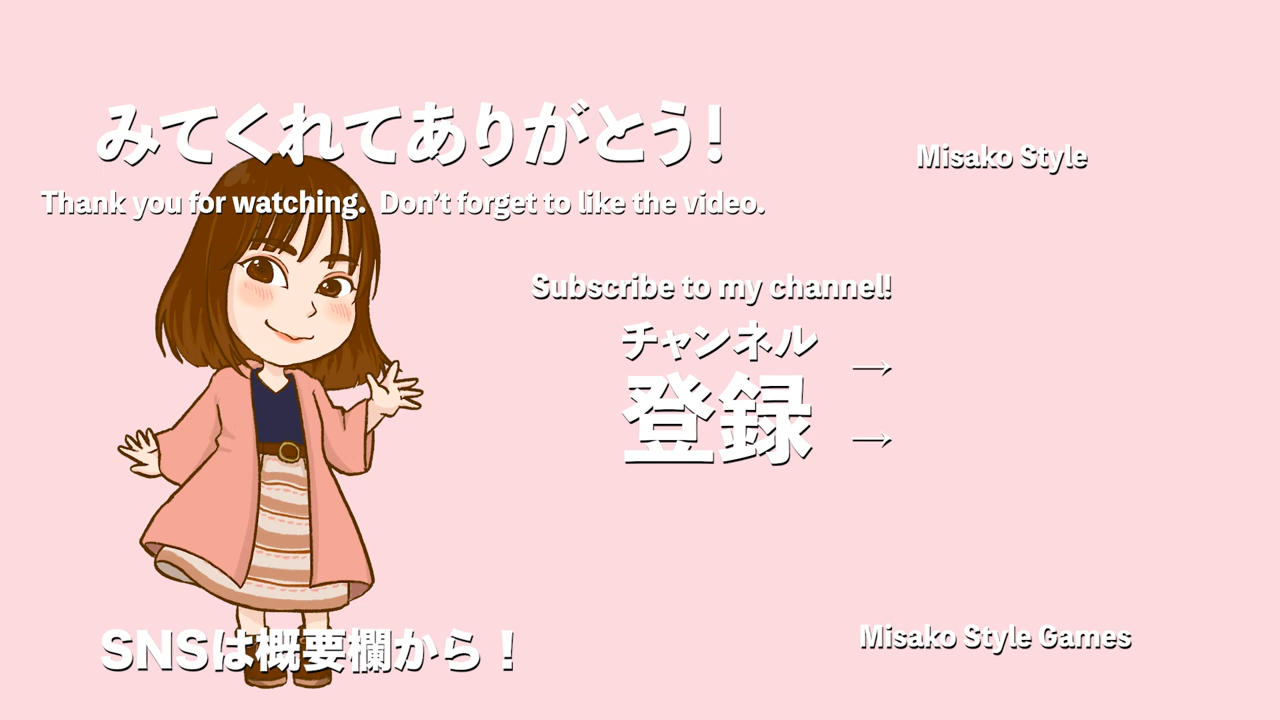 みてくれてありがとう!
Misako Style
Thank you for watching. Don't forget to like the video.
Subscribe to my channel!
チャンネル
登録
→
→
SNSは概要欄から！
Misako Style Games